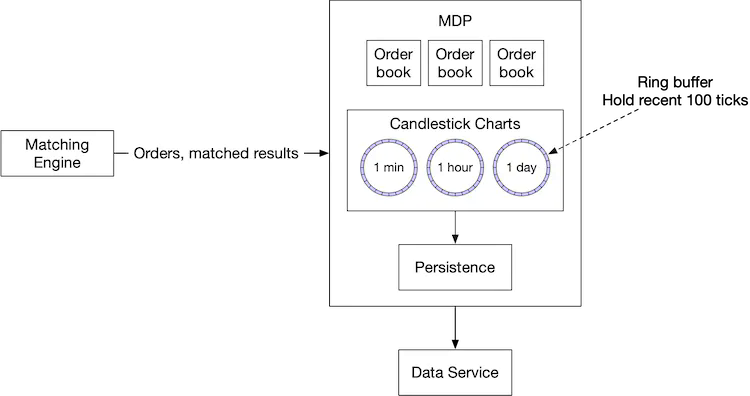 MDP
Order
book
Order
book
Order
book
Ring buffer
Hold recent 100 ticks
Candlestick Charts
Matching
Engine
Orders, matched results
1 min
1 hour
1 day
Persistence
Data Service